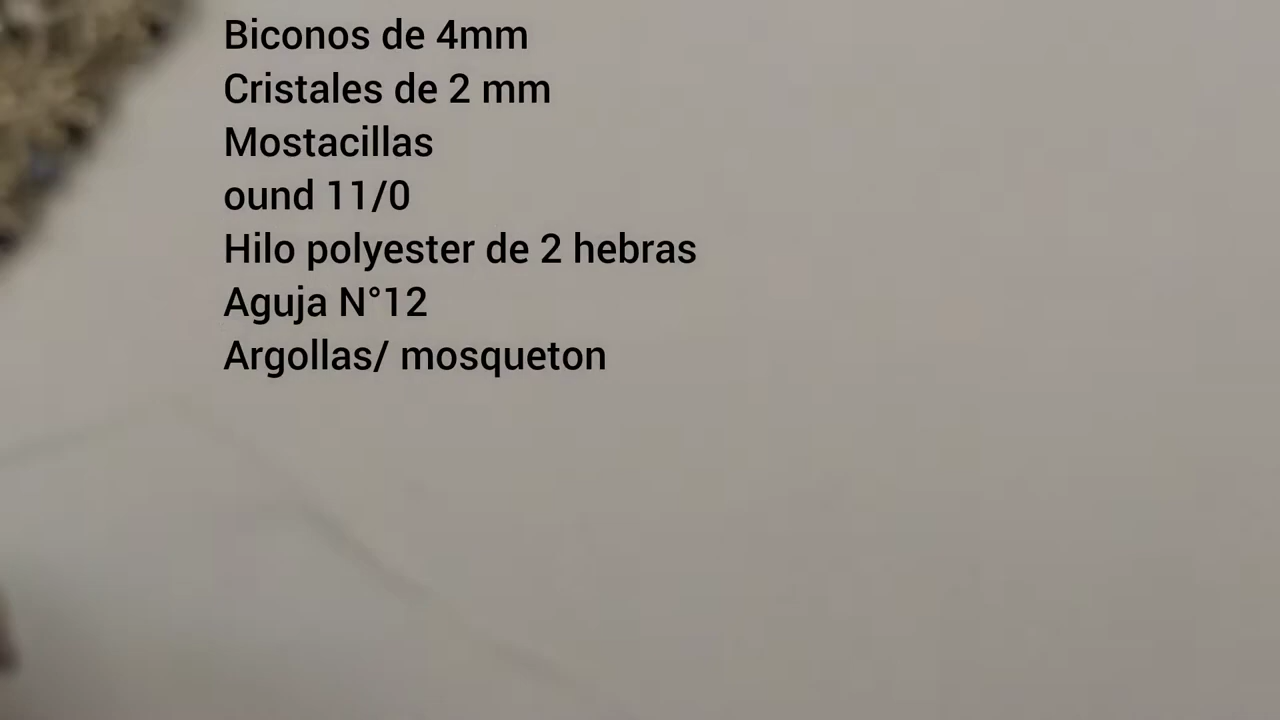 Biconos de 4mm
Cristales de 2 mm
Mostacillas
ound 11/0
Hilo polyester de 2 hebras
Aguja N°12
Argollas/ mosqueton